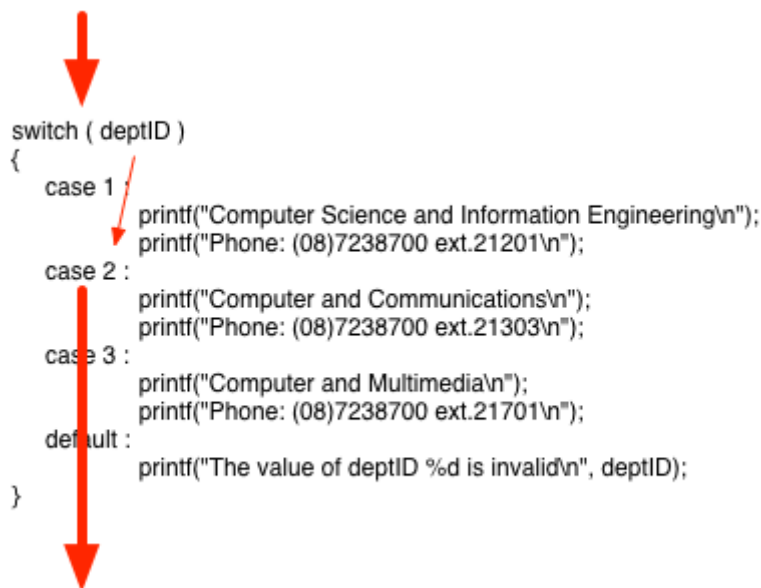 switch ( deptID )
{
case 1 :
printf("Computer Science and Information Engineering\n");
printf("Phone: (08)7238700 ext.21201\n");
case 2 :
printf("Computer and Communications\n");
printf("Phone: (08)7238700 ext.21303\n");
case 3 :
printf("Computer and Multimedia\n");
printf("Phone: (08)7238700 ext.21701\n");
default :
printf("The value of deptID %d is invalid\n", deptID);
}